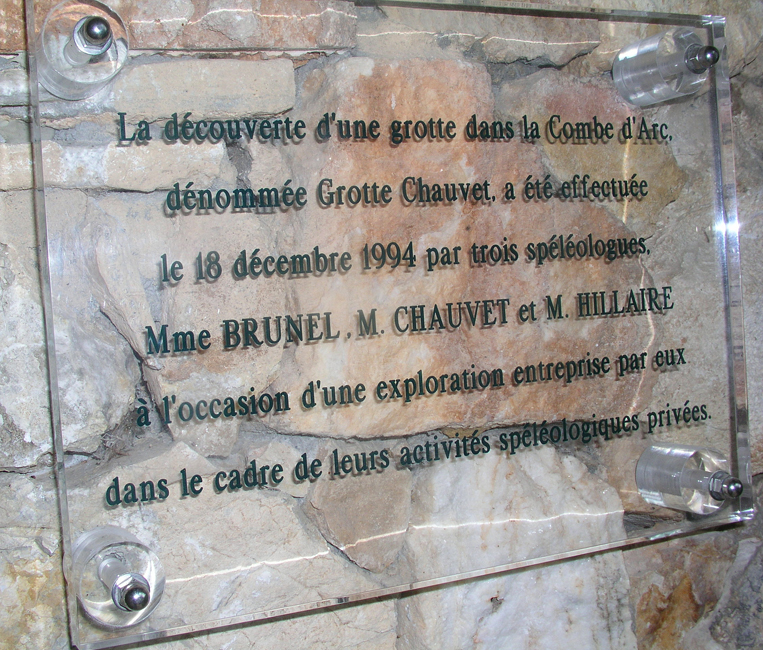 La découverte d'une grotte dans la Combe d'Arc,
dénommée Grotte Chauvet, a été effectuée
le 18 décembre 1994 par trois spéléologues,
Mme BRUNEL, M. CHAUVET et M. HILLAIRE
à l'occasion d'une exploration entreprise par eux
dans le cadre de leurs activités spéléologiques privées.